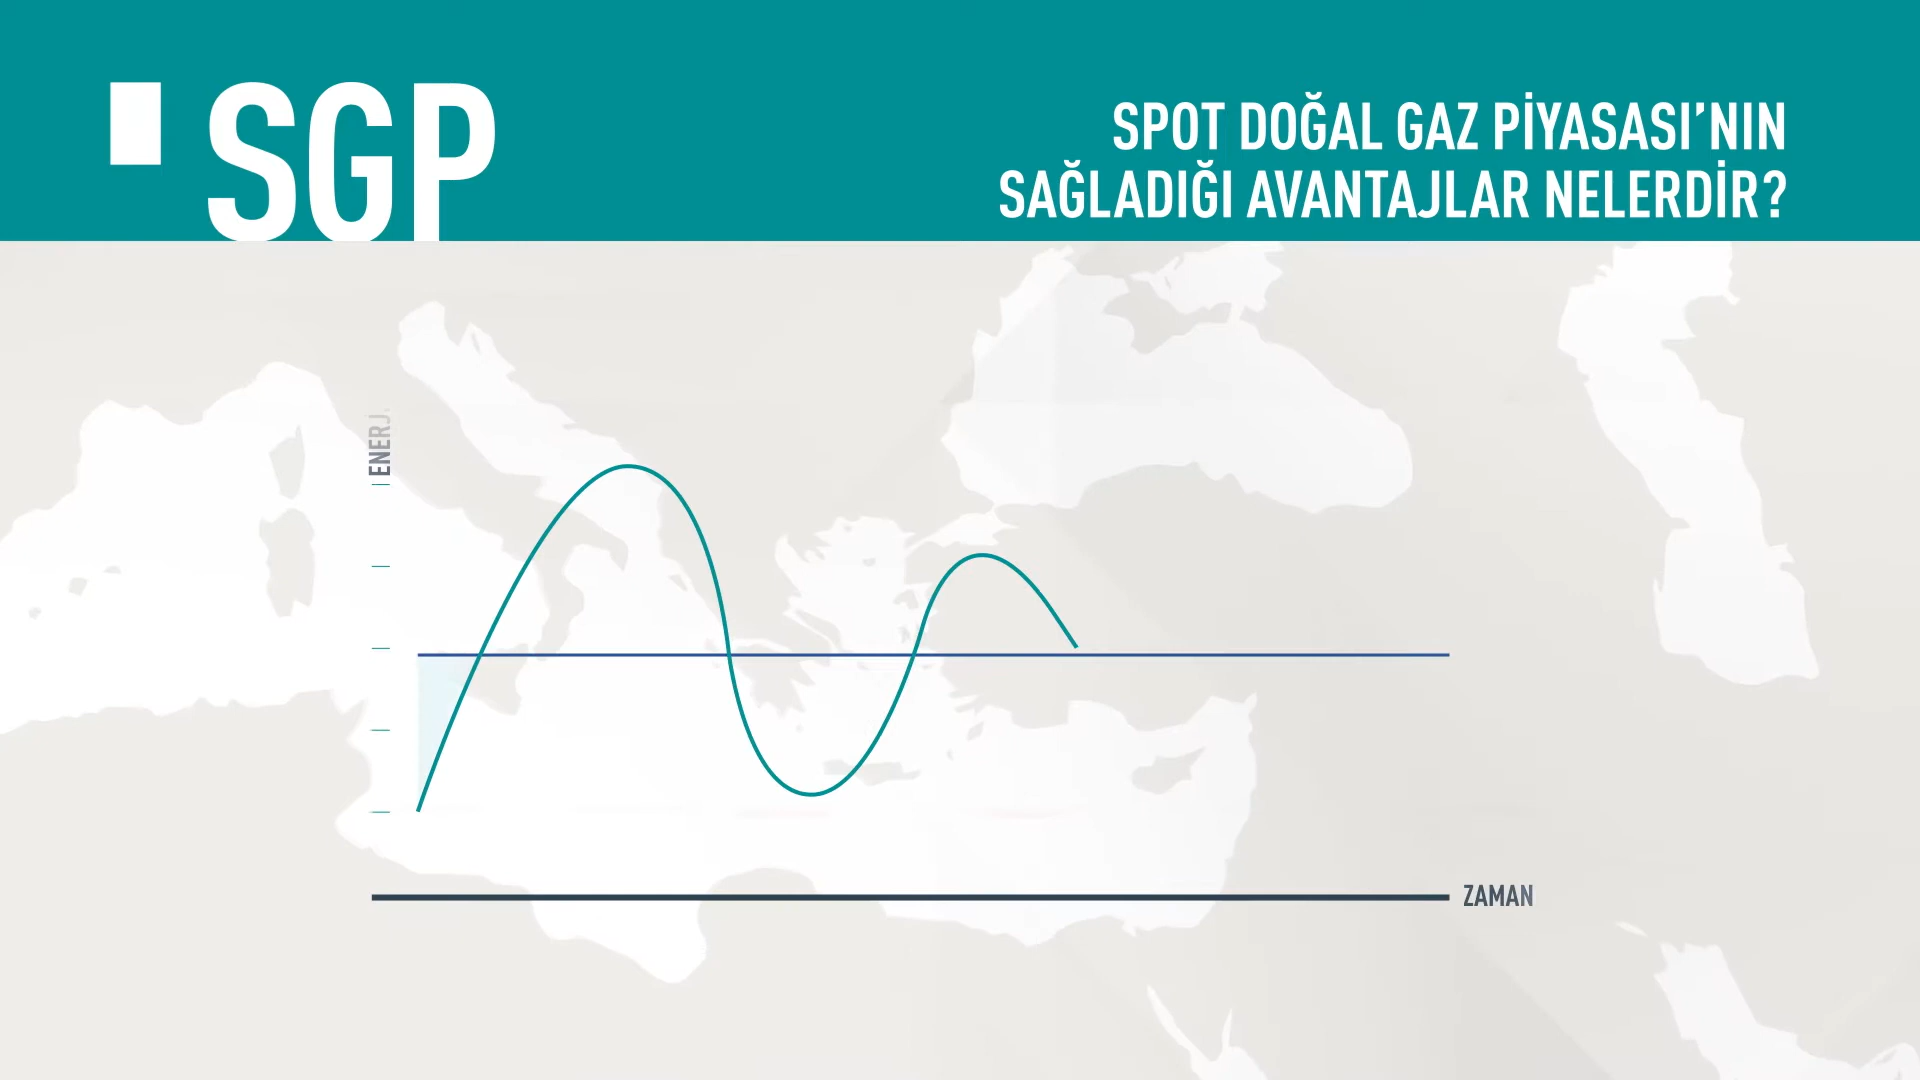 SGP
SPOT DOĞAL GAZ PİYASASI'NIN
SAĞLADIĞI AVANTAJLAR NELERDİR?
ENERJ
ZAMAN